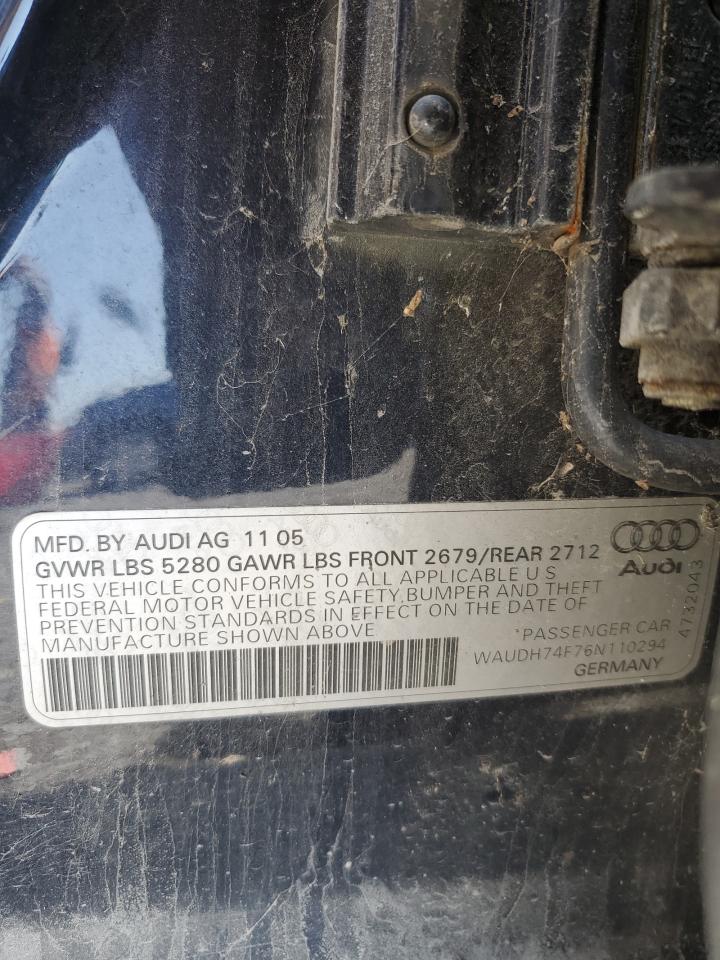 MFD. BY AUDI AG 11 05
GVWR LBS 5280 GAWR LBS FRONT 2679/REAR 2712
THIS VEHICLE CONFORMS TO ALL APPLICABLE U S
FEDERAL MOTOR VEHICLE SAFETY, BUMPER AND THEFT
PREVENTION STANDARDS IN EFFECT ON THE DATE OF
MANUFACTURE SHOWN ABOVE
*PASSENGER CAR
WAUDH74F76N110294
GERMANY
Audi
4732043